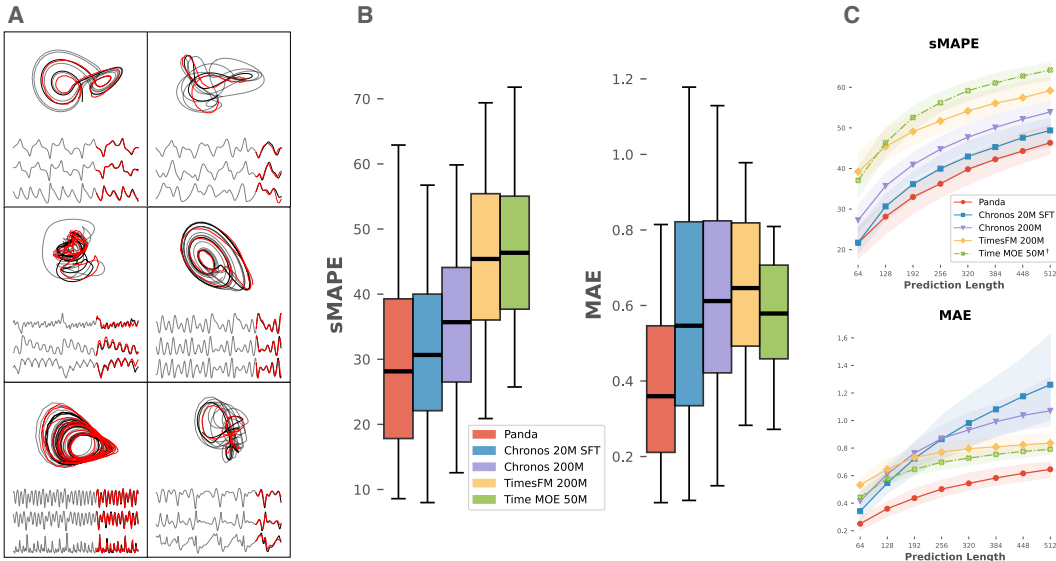 A
B
C
sMAPE
70
60
50
40
30
20
10
Panda
Chronos 20M SFT
Chronos 200M
TimesFM 200M
Time MOE 50M
MAE
1.2
1.0
0.8
0.6
0.4
0.2
sMAPE
60
50
40
30
20
Panda
Chronos 20M SFT
Chronos 200M
TimesFM 200M
Time MOE 50M†
64 128 192 256 320 384 448 512
Prediction Length
MAE
1.6
1.4
1.2
1.0
0.8
0.6
0.4
0.2
64 128 192 256 320 384 448 512
Prediction Length